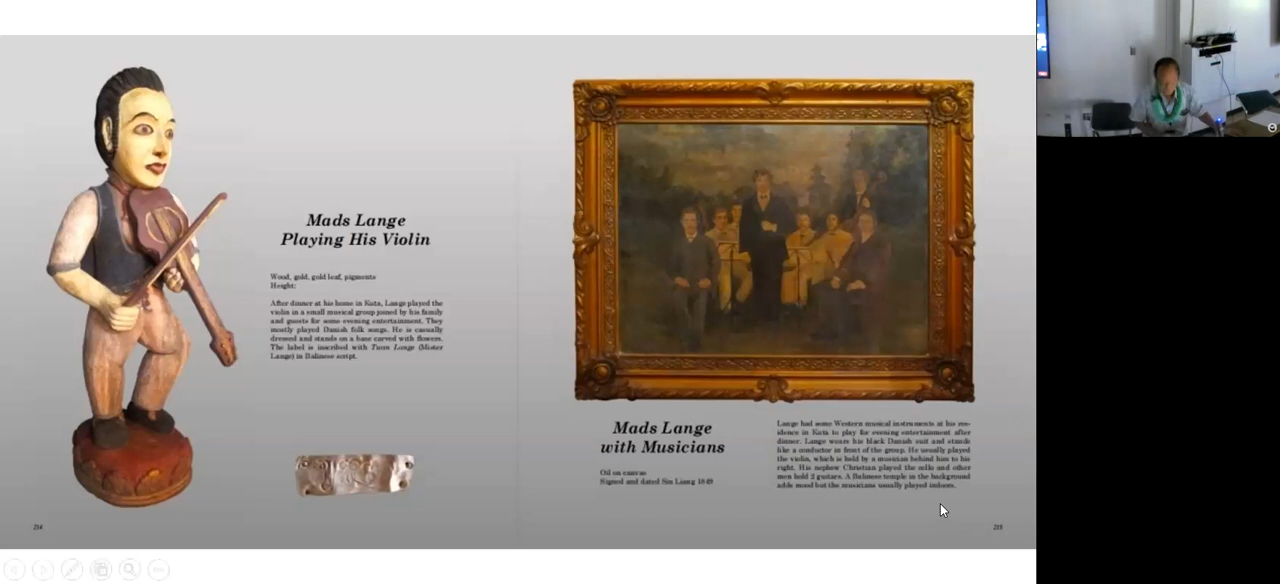 Mads Lange
Playing His Violin
Wood, gold, gold leaf, pigments
Height:
After dinner at his home in Kuta, Lange played the
violin in a small musical group joined by his family
and guests for some evening entertainment. They
mostly played Danish folk songs. He is casually
dressed and stands on a base carved with flowers.
The label is inscribed with Tuan Lange (Mister
Lange) in Balinese script.
214
Mads Lange
with Musicians
Oil on canvas
Signed and dated Sin Liang 1849
Lange had some Western musical instruments at his res-
idence in Kuta to play for evening entertainment after
dinner. Lange wears his black Danish suit and stands
like a conductor in front of the group. He usually played
the violin, which is held by a musician behind him to his
right. His nephew Christian played the cello and other
men hold 2 guitars. A Balinese temple in the background
adds mood but the musicians usually played indoors.
215